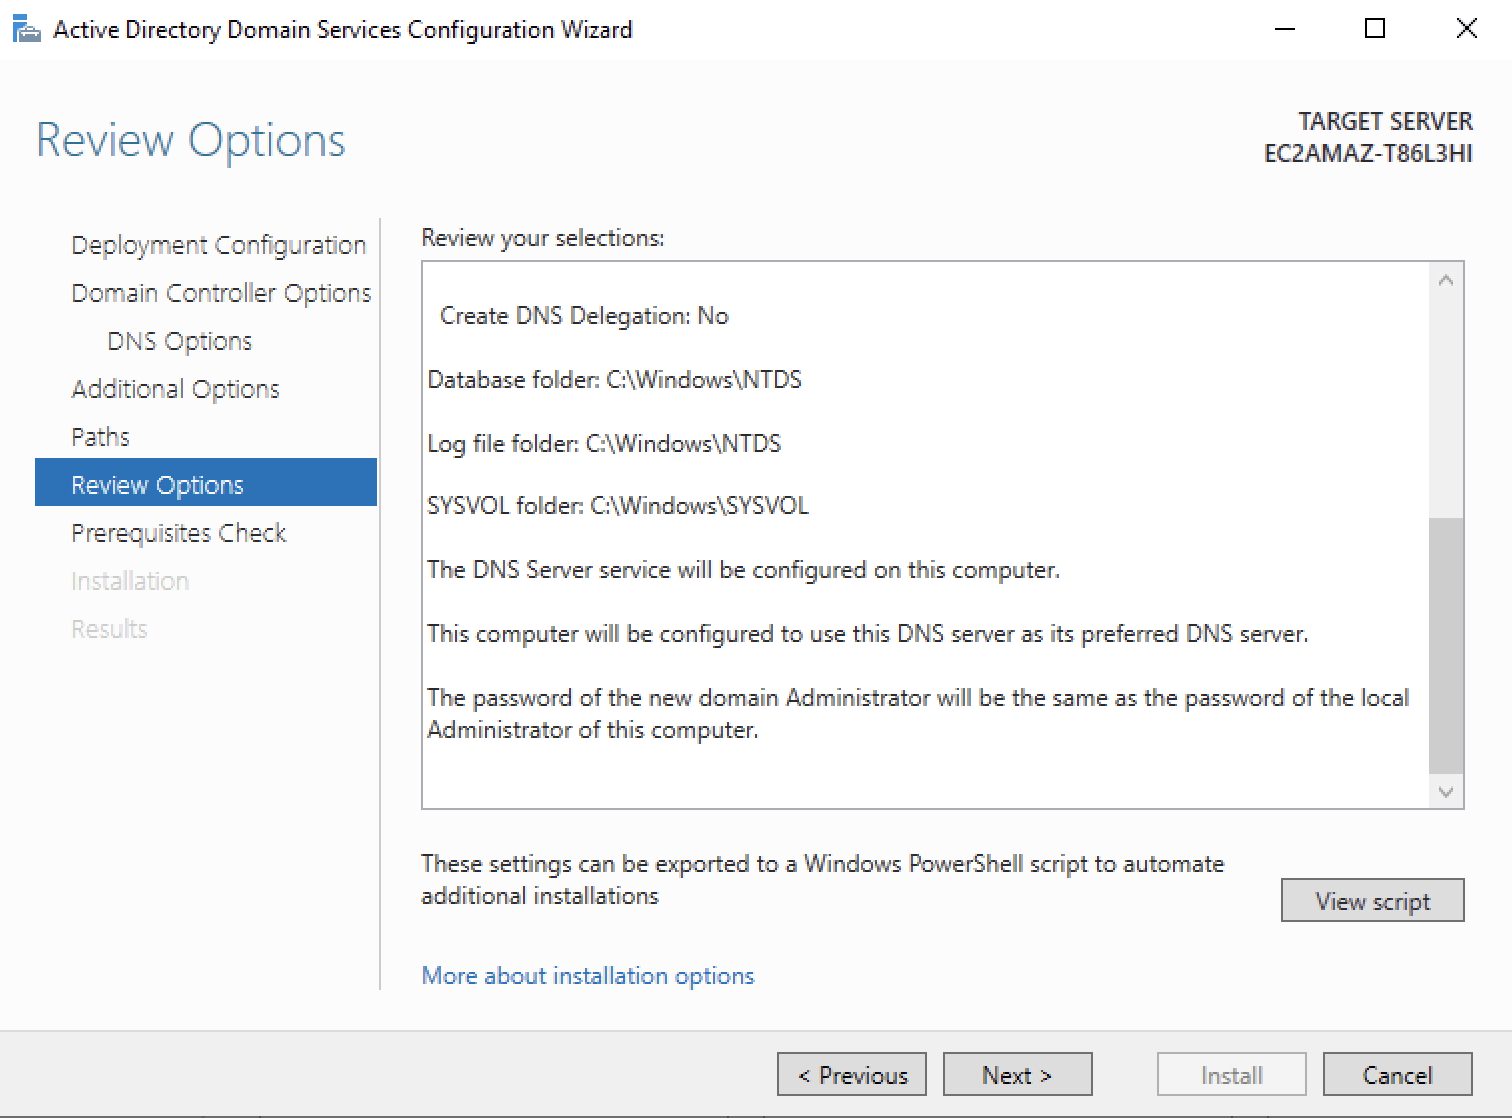 Active Directory Domain Services Configuration Wizard
Review Options
TARGET SERVER
EC2AMAZ-T86L3HI
Deployment Configuration
Domain Controller Options
DNS Options
Additional Options
Paths
Review Options
Prerequisites Check
Installation
Results
Review your selections:
Create DNS Delegation: No
Database folder: C:\Windows\NTDS
Log file folder: C:\Windows\NTDS
SYSVOL folder: C:\Windows\SYSVOL
The DNS Server service will be configured on this computer.
This computer will be configured to use this DNS server as its preferred DNS server.
The password of the new domain Administrator will be the same as the password of the local
Administrator of this computer.
These settings can be exported to a Windows PowerShell script to automate
additional installations
View script
More about installation options
< Previous
Next >
Install
Cancel